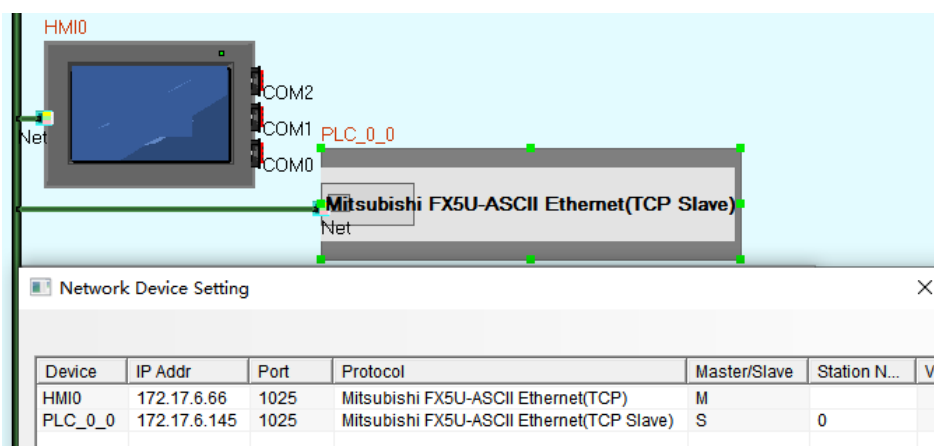 HMI0
COM2
COM1
COM0
Net
PLC_0_0
Mitsubishi FX5U-ASCII Ethernet(TCP Slave)
Net
Network Device Setting
Device IP Addr Port Protocol Master/Slave Station N... V
HMI0 172.17.6.66 1025 Mitsubishi FX5U-ASCII Ethernet(TCP) M
PLC_0_0 172.17.6.145 1025 Mitsubishi FX5U-ASCII Ethernet(TCP Slave) S 0